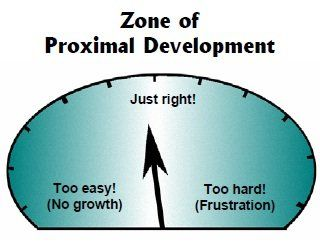 Zone of
Proximal Development
Just right!
Too easy!
(No growth)
Too hard!
(Frustration)